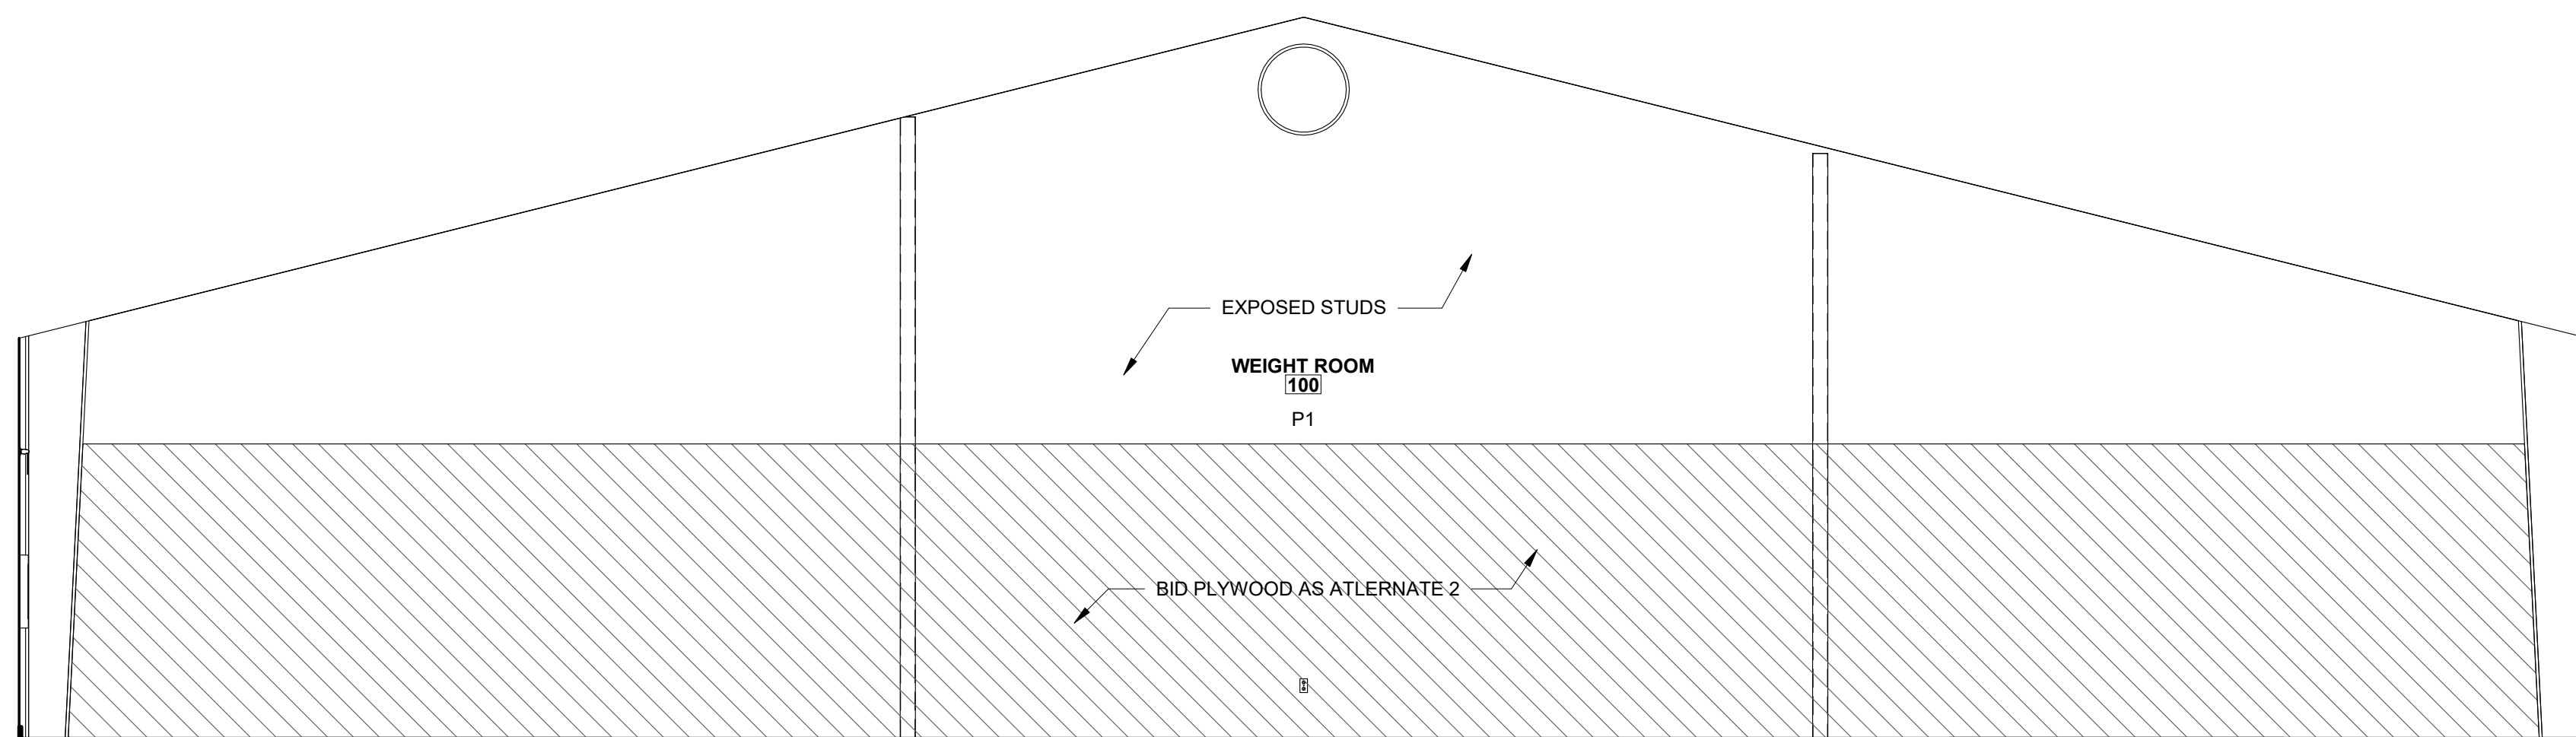 EXPOSED STUDS
WEIGHT ROOM
100
P1
BID PLYWOOD AS ATLERNATE 2